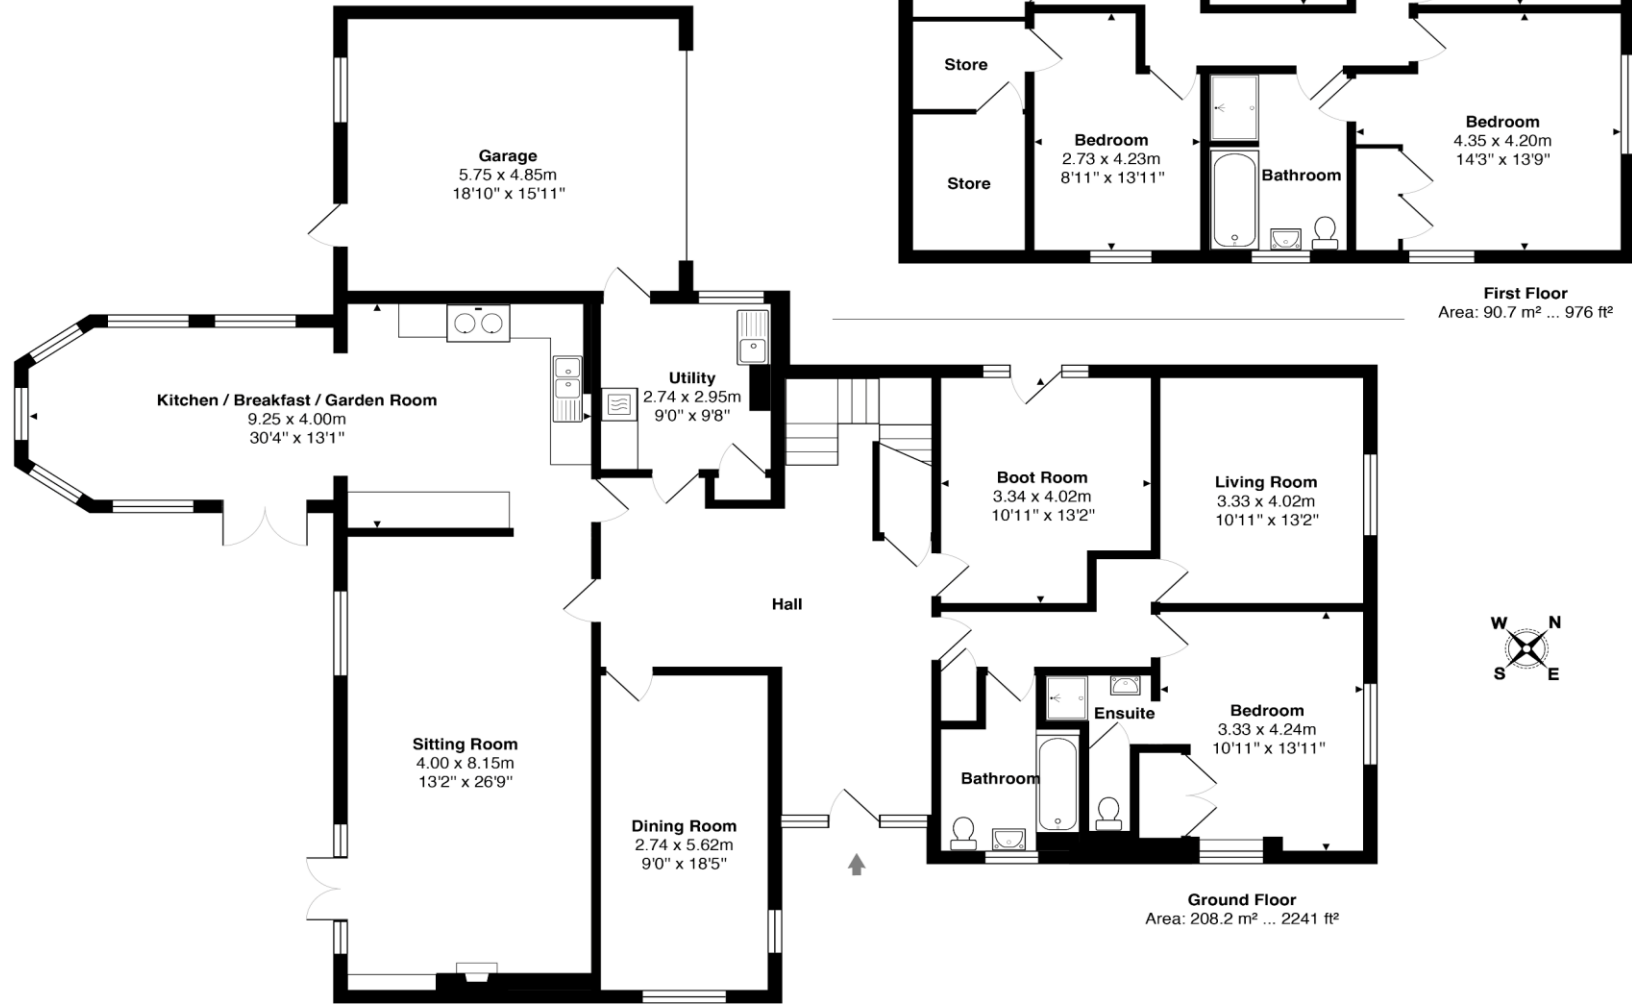 Store
Store
Bedroom
2.73 x 4.23m
8'11" x 13'11"
Bathroom
Bedroom
4.35 x 4.20m
14'3" x 13'9"
First Floor
Area: 90.7 m² ... 976 ft²
Garage
5.75 x 4.85m
18'10" x 15'11"
Kitchen / Breakfast / Garden Room
9.25 x 4.00m
30'4" x 13'1"
Utility
2.74 x 2.95m
9'0" x 9'8"
Boot Room
3.34 x 4.02m
10'11" x 13'2"
Living Room
3.33 x 4.02m
10'11" x 13'2"
Hall
W N
S E
Sitting Room
4.00 x 8.15m
13'2" x 26'9"
Dining Room
2.74 x 5.62m
9'0" x 18'5"
Bathroom
Ensuite
Bedroom
3.33 x 4.24m
10'11" x 13'11"
Ground Floor
Area: 208.2 m² ... 2241 ft²